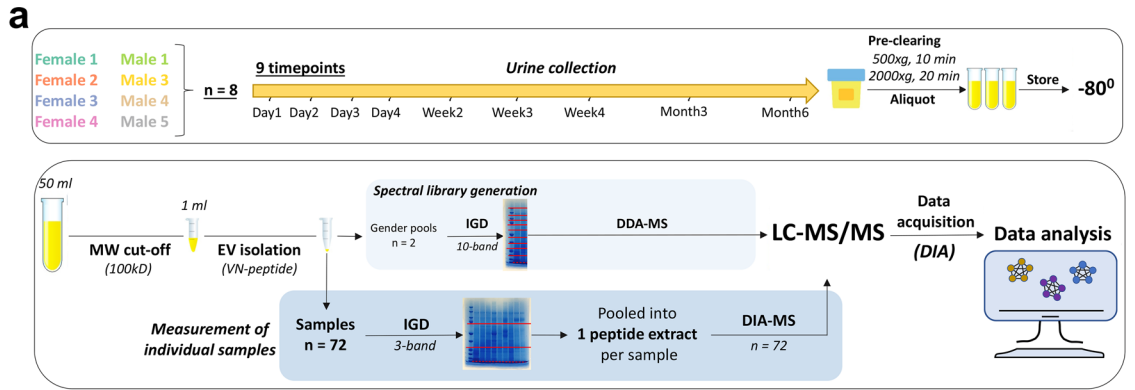 a
Female 1 Male 1
Female 2 Male 3
Female 3 Male 4
Female 4 Male 5
n = 8
9 timepoints
Urine collection
Day1 Day2 Day3 Day4 Week2 Week3 Week4 Month3 Month6
Pre-clearing
500xg, 10 min
2000xg, 20 min
Aliquot
Store
-80⁰
50 ml
1 ml
MW cut-off
(100kD)
EV isolation
(VN-peptide)
Spectral library generation
Gender pools
n = 2
IGD
10-band
DDA-MS
LC-MS/MS
Data
acquisition
(DIA)
Data analysis
Measurement of
individual samples
Samples
n = 72
IGD
3-band
Pooled into
1 peptide extract
per sample
DIA-MS
n = 72